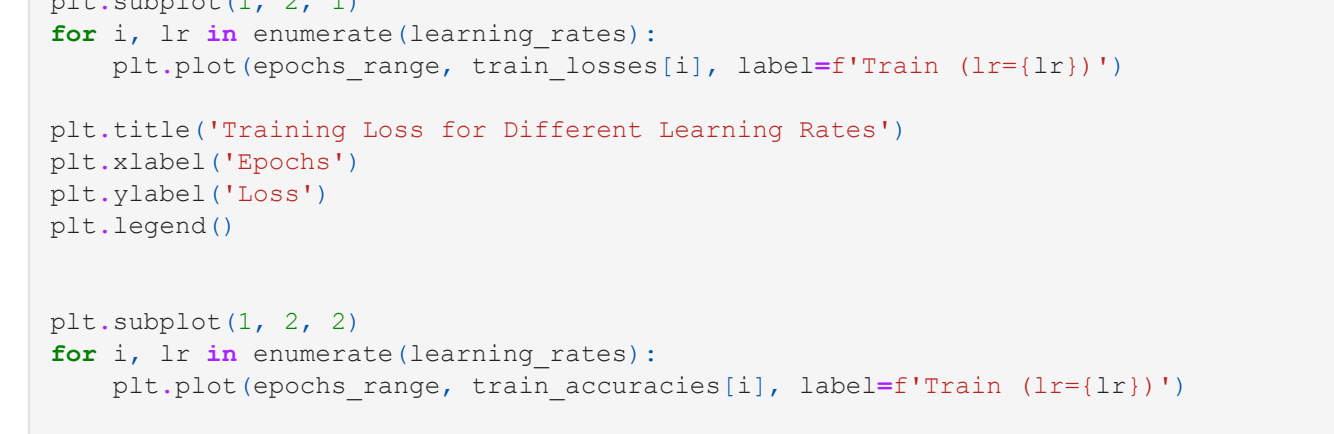 plt.subplot(1, 2, 1)
for i, lr in enumerate(learning_rates):
    plt.plot(epochs_range, train_losses[i], label=f'Train (lr={lr})')

plt.title('Training Loss for Different Learning Rates')
plt.xlabel('Epochs')
plt.ylabel('Loss')
plt.legend()


plt.subplot(1, 2, 2)
for i, lr in enumerate(learning_rates):
    plt.plot(epochs_range, train_accuracies[i], label=f'Train (lr={lr})')